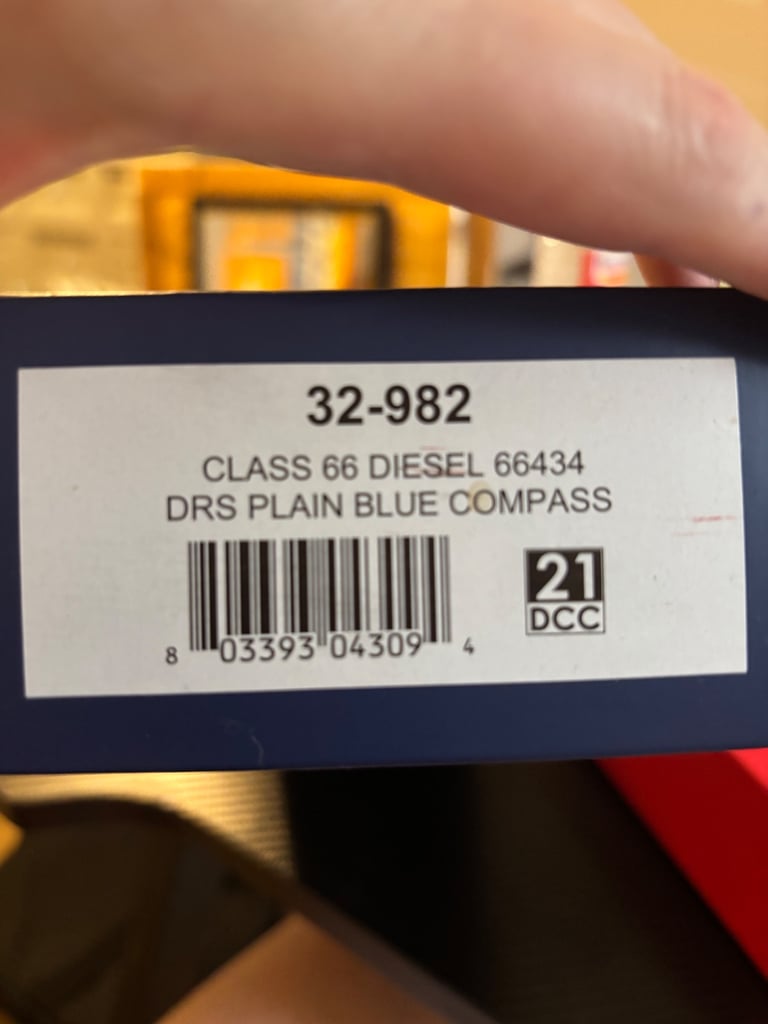 32-982
CLASS 66 DIESEL 66434
DRS PLAIN BLUE COMPASS
21
DCC
8 03393 04309 4